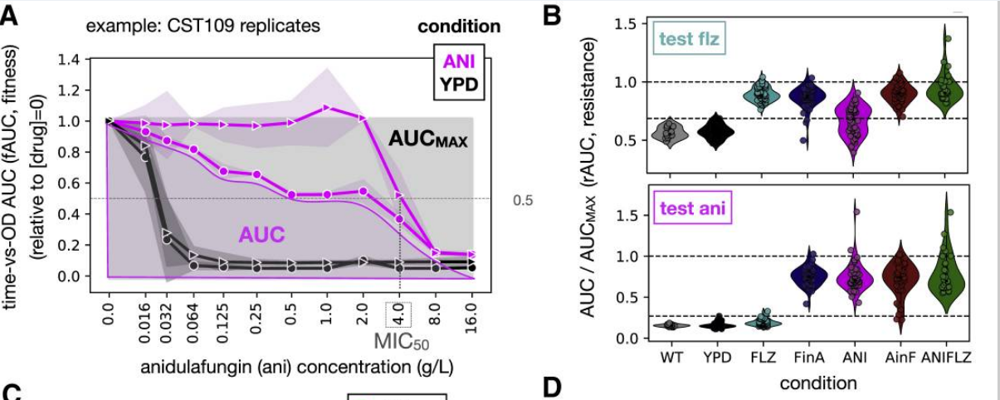 A
example: CST109 replicates
condition
ANI
YPD
time-vs-OD AUC (fAUC, fitness)
(relative to [drug]=0)
1.4
1.2
1.0
0.8
0.6
0.4
0.2
0.0
AUCMAX
AUC
0.5
0.0
0.016
0.032
0.064
0.125
0.25
0.5
1.0
2.0
4.0
8.0
16.0
MIC50
anidulafungin (ani) concentration (g/L)
B
AUC / AUCMAX (rAUC, resistance)
test flz
1.5
1.0
0.5
test ani
1.5
1.0
0.5
0.0
WT YPD FLZ FinA ANI AinF ANIFLZ
condition
C
D